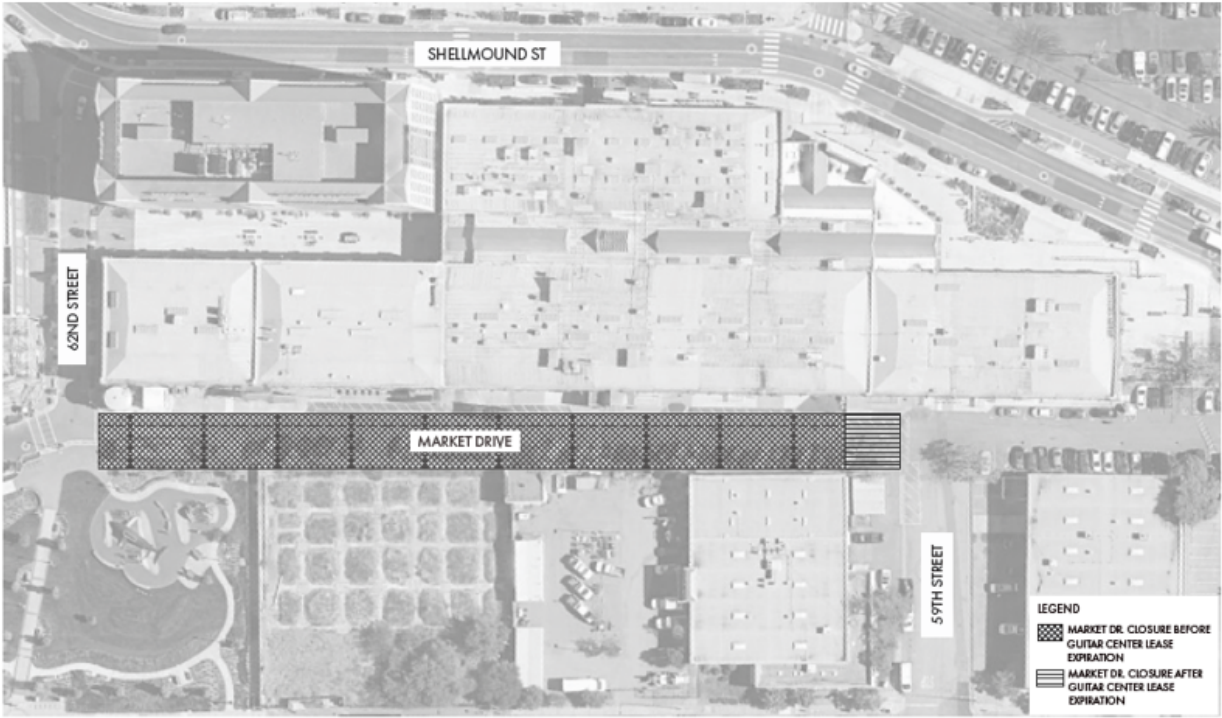 SHELLMOUND ST
62ND STREET
MARKET DRIVE
59TH STREET
LEGEND
MARKET DR. CLOSURE BEFORE
GUITAR CENTER LEASE
EXPIRATION
MARKET DR. CLOSURE AFTER
GUITAR CENTER LEASE
EXPIRATION